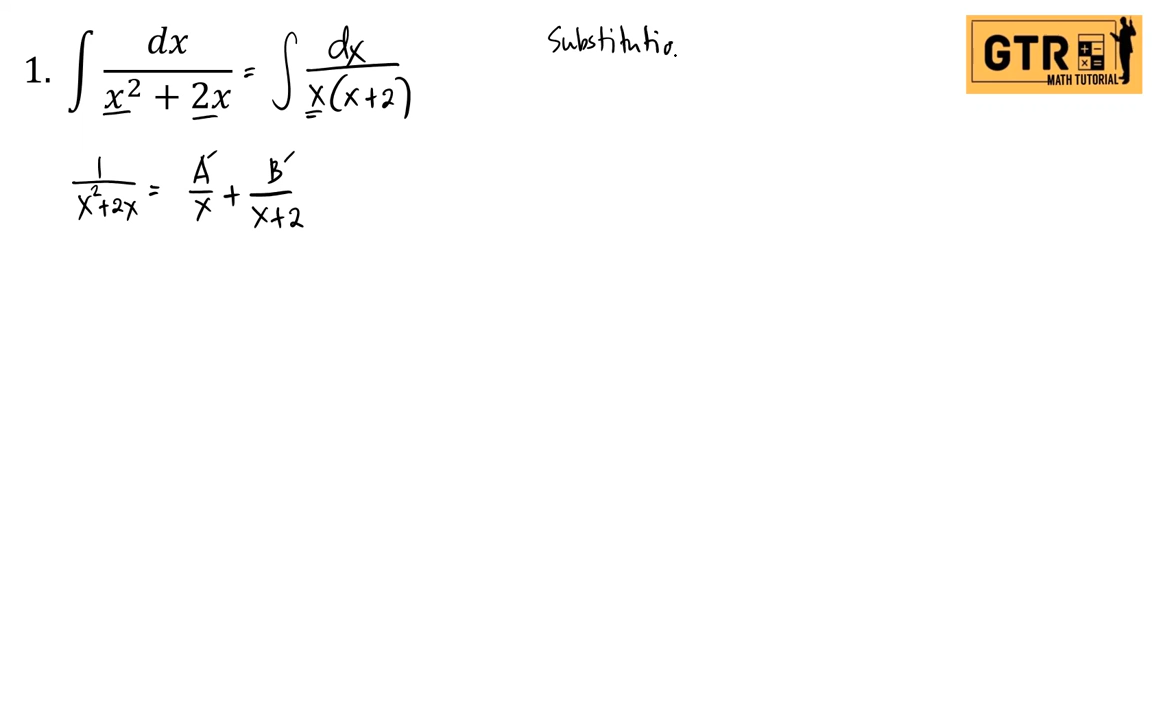 1. ∫ dx / (x² + 2x) = ∫ dx / (x(x+2))
1 / (x²+2x) = A / x + B / (x+2)
Substitutio.
GTR
MATH TUTORIAL